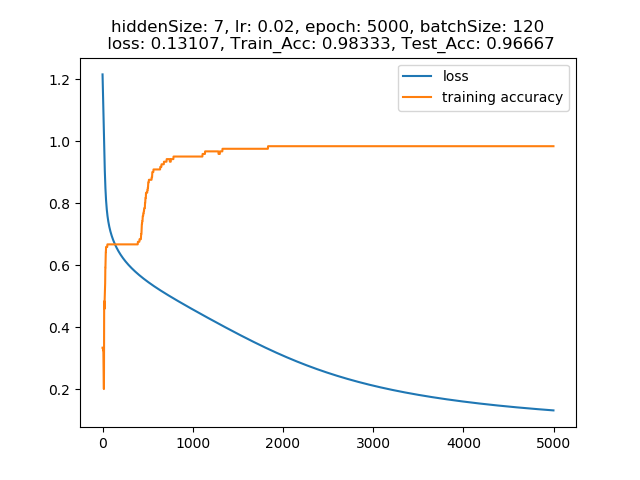 hiddenSize: 7, lr: 0.02, epoch: 5000, batchSize: 120
loss: 0.13107, Train_Acc: 0.98333, Test_Acc: 0.96667
loss
training accuracy
1.2
1.0
0.8
0.6
0.4
0.2
0 1000 2000 3000 4000 5000